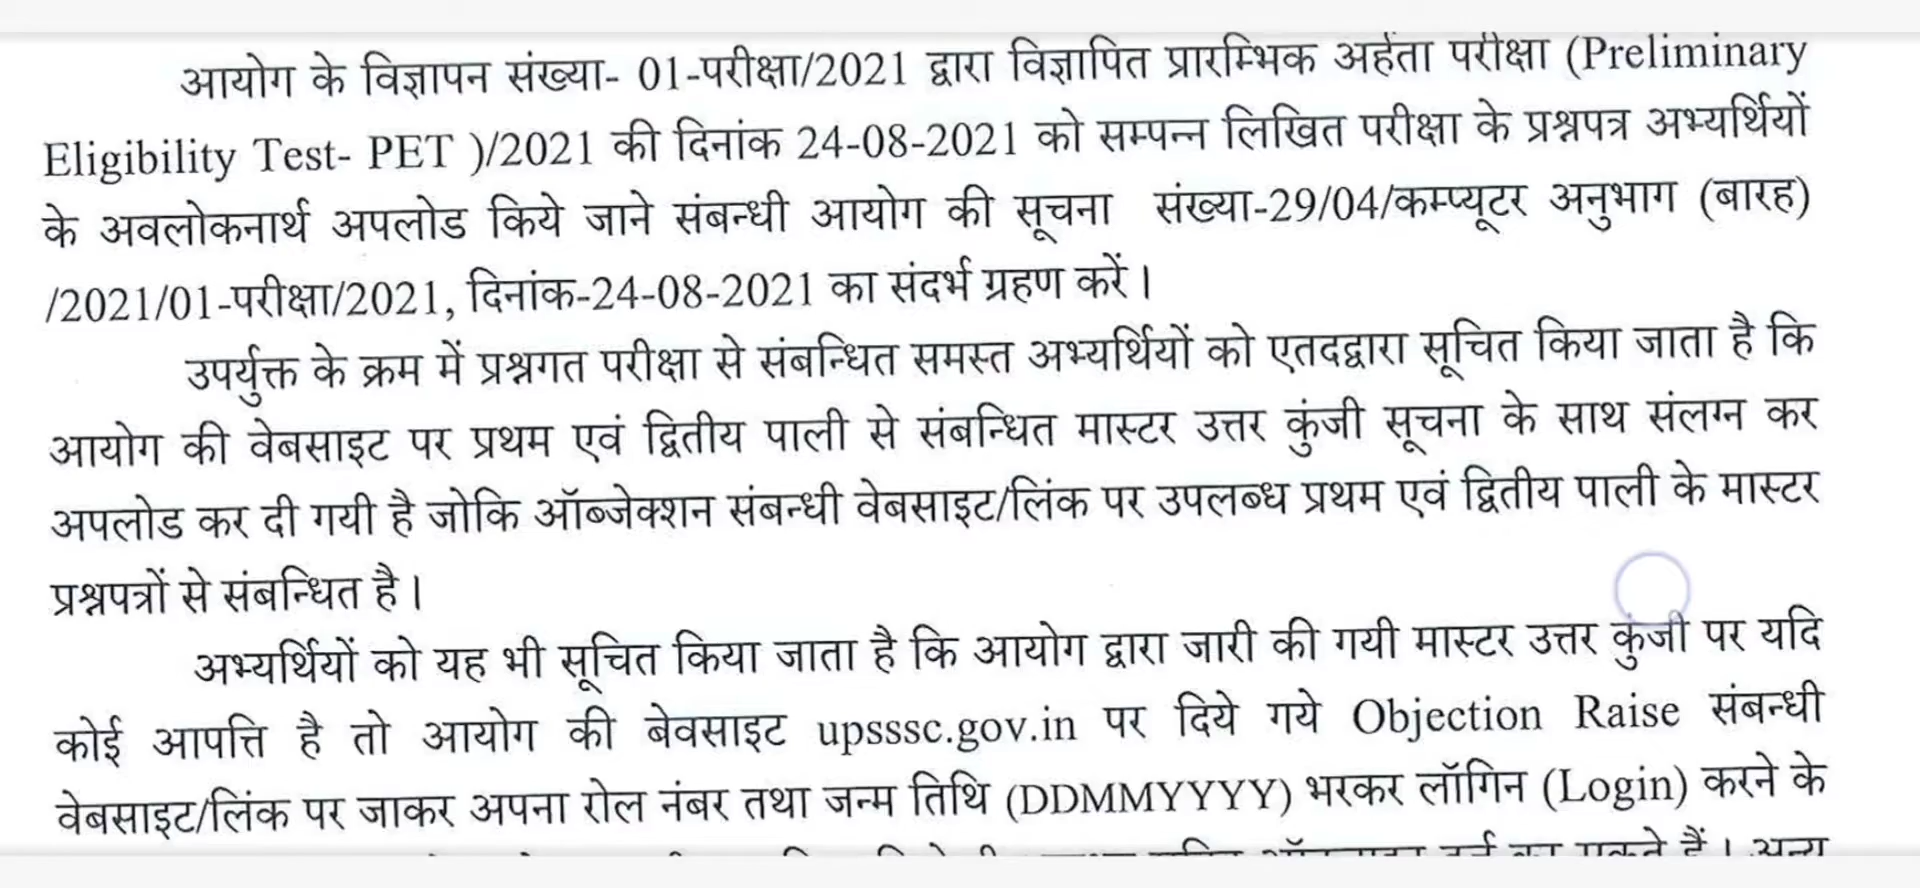 आयोग के विज्ञापन संख्या- 01-परीक्षा/2021 द्वारा विज्ञापित प्रारम्भिक अर्हता परीक्षा (Preliminary
Eligibility Test- PET )/2021 की दिनांक 24-08-2021 को सम्पन्न लिखित परीक्षा के प्रश्नपत्र अभ्यर्थियों
के अवलोकनार्थ अपलोड किये जाने संबन्धी आयोग की सूचना संख्या-29/04/कम्प्यूटर अनुभाग (बारह)
/2021/01-परीक्षा/2021, दिनांक-24-08-2021 का संदर्भ ग्रहण करें।
उपर्युक्त के क्रम में प्रश्नगत परीक्षा से संबन्धित समस्त अभ्यर्थियों को एतदद्वारा सूचित किया जाता है कि
आयोग की वेबसाइट पर प्रथम एवं द्वितीय पाली से संबन्धित मास्टर उत्तर कुंजी सूचना के साथ संलग्न कर
अपलोड कर दी गयी है जोकि ऑब्जेक्शन संबन्धी वेबसाइट/लिंक पर उपलब्ध प्रथम एवं द्वितीय पाली के मास्टर
प्रश्नपत्रों से संबन्धित है।
अभ्यर्थियों को यह भी सूचित किया जाता है कि आयोग द्वारा जारी की गयी मास्टर उत्तर कुंजी पर यदि
कोई आपत्ति है तो आयोग की बेवसाइट upsssc.gov.in पर दिये गये Objection Raise संबन्धी
वेबसाइट/लिंक पर जाकर अपना रोल नंबर तथा जन्म तिथि (DDMMYYYY) भरकर लॉगिन (Login) करने के